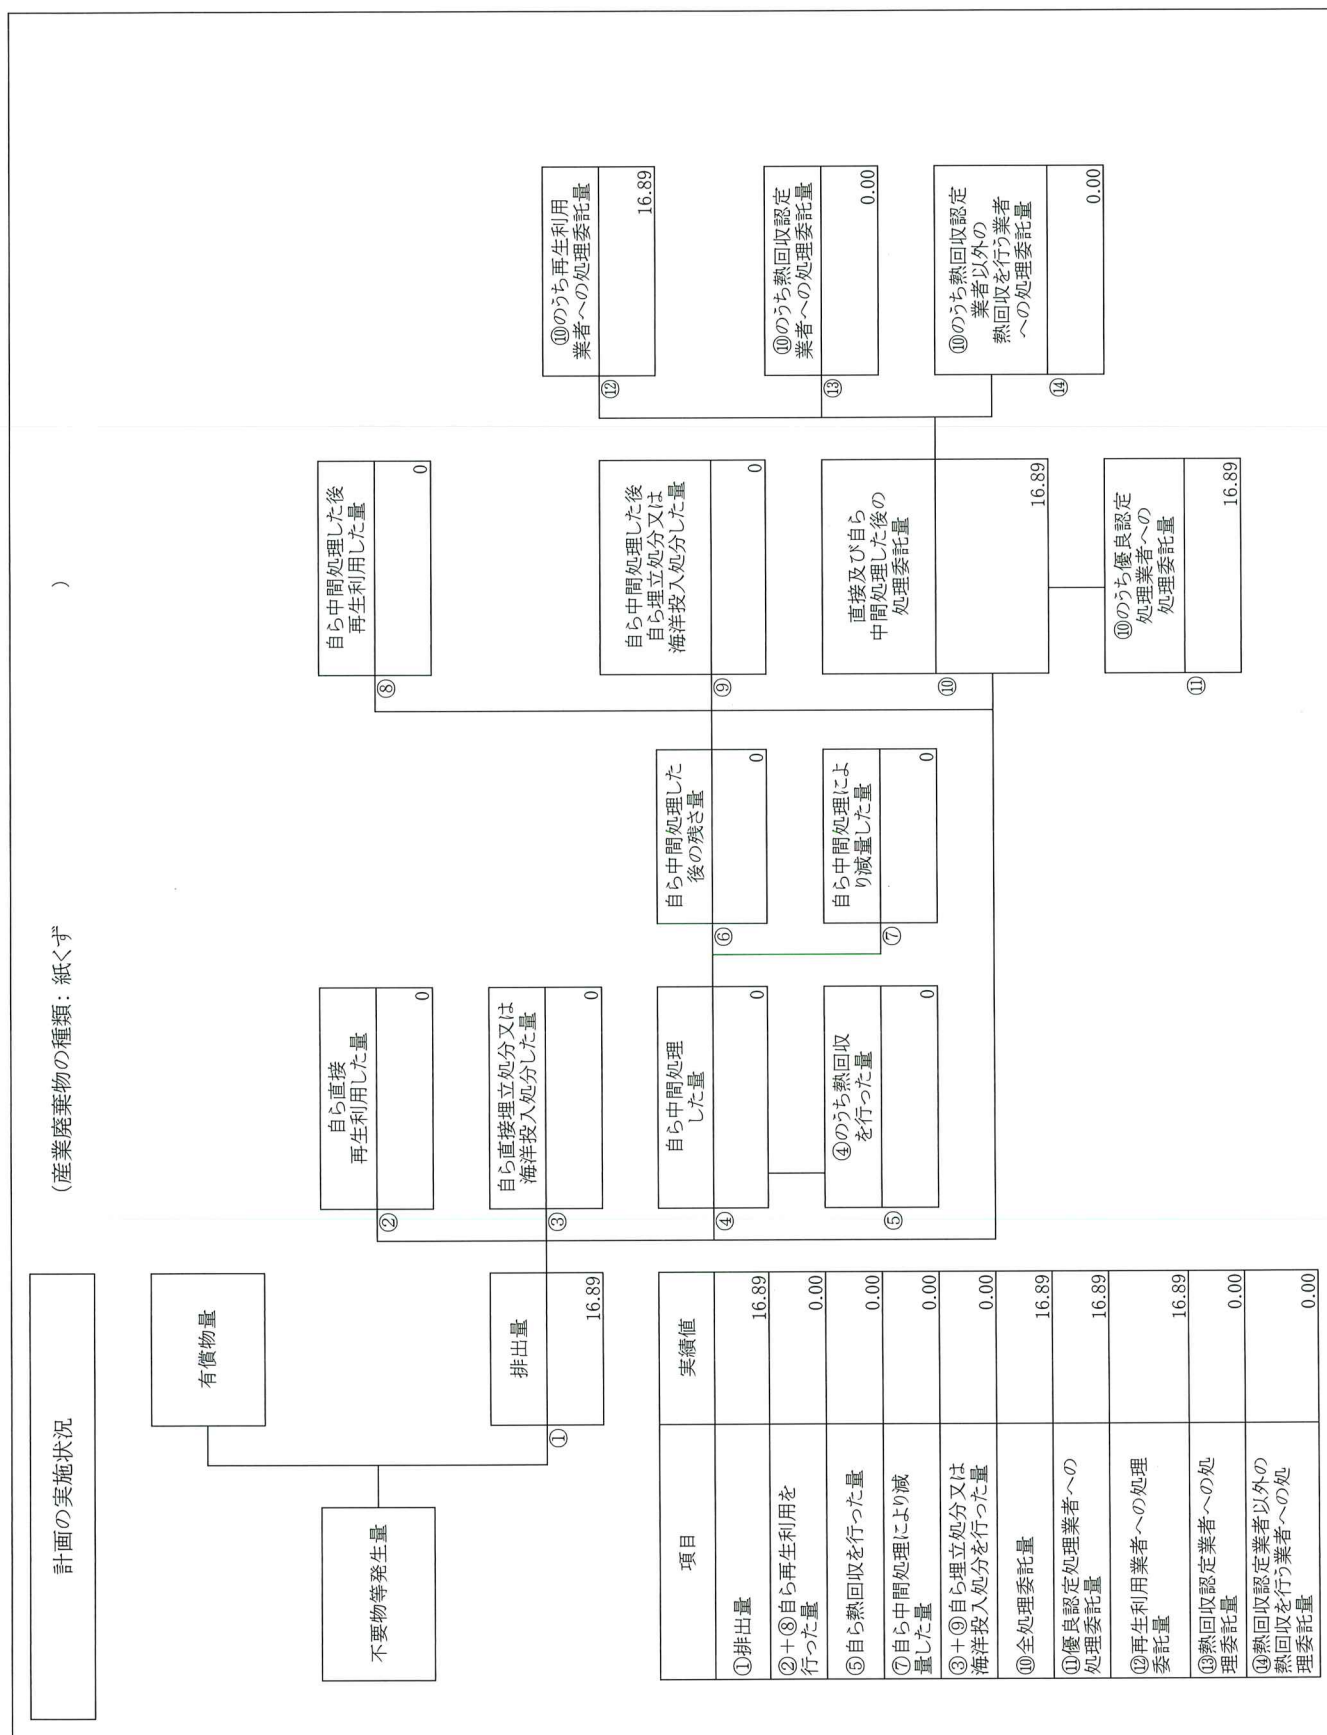 計画の実施状況
(産業廃棄物の種類: 紙くず
)
不要物等発生量
有償物量
排出量
①
16.89
自ら直接
再生利用した量
②
0
自ら直接埋立処分又は
海洋投入処分した量
③
0
自ら中間処理
した量
④
0
④のうち熱回収
を行った量
⑤
0
自ら中間処理した
後の残さ量
⑥
0
自ら中間処理によ
り減量した量
⑦
0
自ら中間処理した後
再生利用した量
⑧
0
自ら中間処理した後
自ら埋立処分又は
海洋投入処分した量
⑨
0
直接及び自ら
中間処理した後の
処理委託量
⑩
16.89
⑩のうち優良認定
処理業者への
処理委託量
⑪
16.89
⑩のうち再生利用
業者への処理委託量
⑫
16.89
⑩のうち熱回収認定
業者への処理委託量
⑬
0.00
⑩のうち熱回収認定
業者以外の
熱回収を行う業者
への処理委託量
⑭
0.00
項目 実績値
①排出量 16.89
②+⑧自ら再生利用を
行った量 0.00
⑤自ら熱回収を行った量 0.00
⑦自ら中間処理により減
量した量 0.00
③+⑨自ら埋立処分又は
海洋投入処分を行った量 0.00
⑩全処理委託量 16.89
⑪優良認定処理業者への
処理委託量 16.89
⑫再生利用業者への処理
委託量 16.89
⑬熱回収認定業者への処
理委託量 0.00
⑭熱回収認定業者以外の
熱回収を行う業者への処
理委託量 0.00